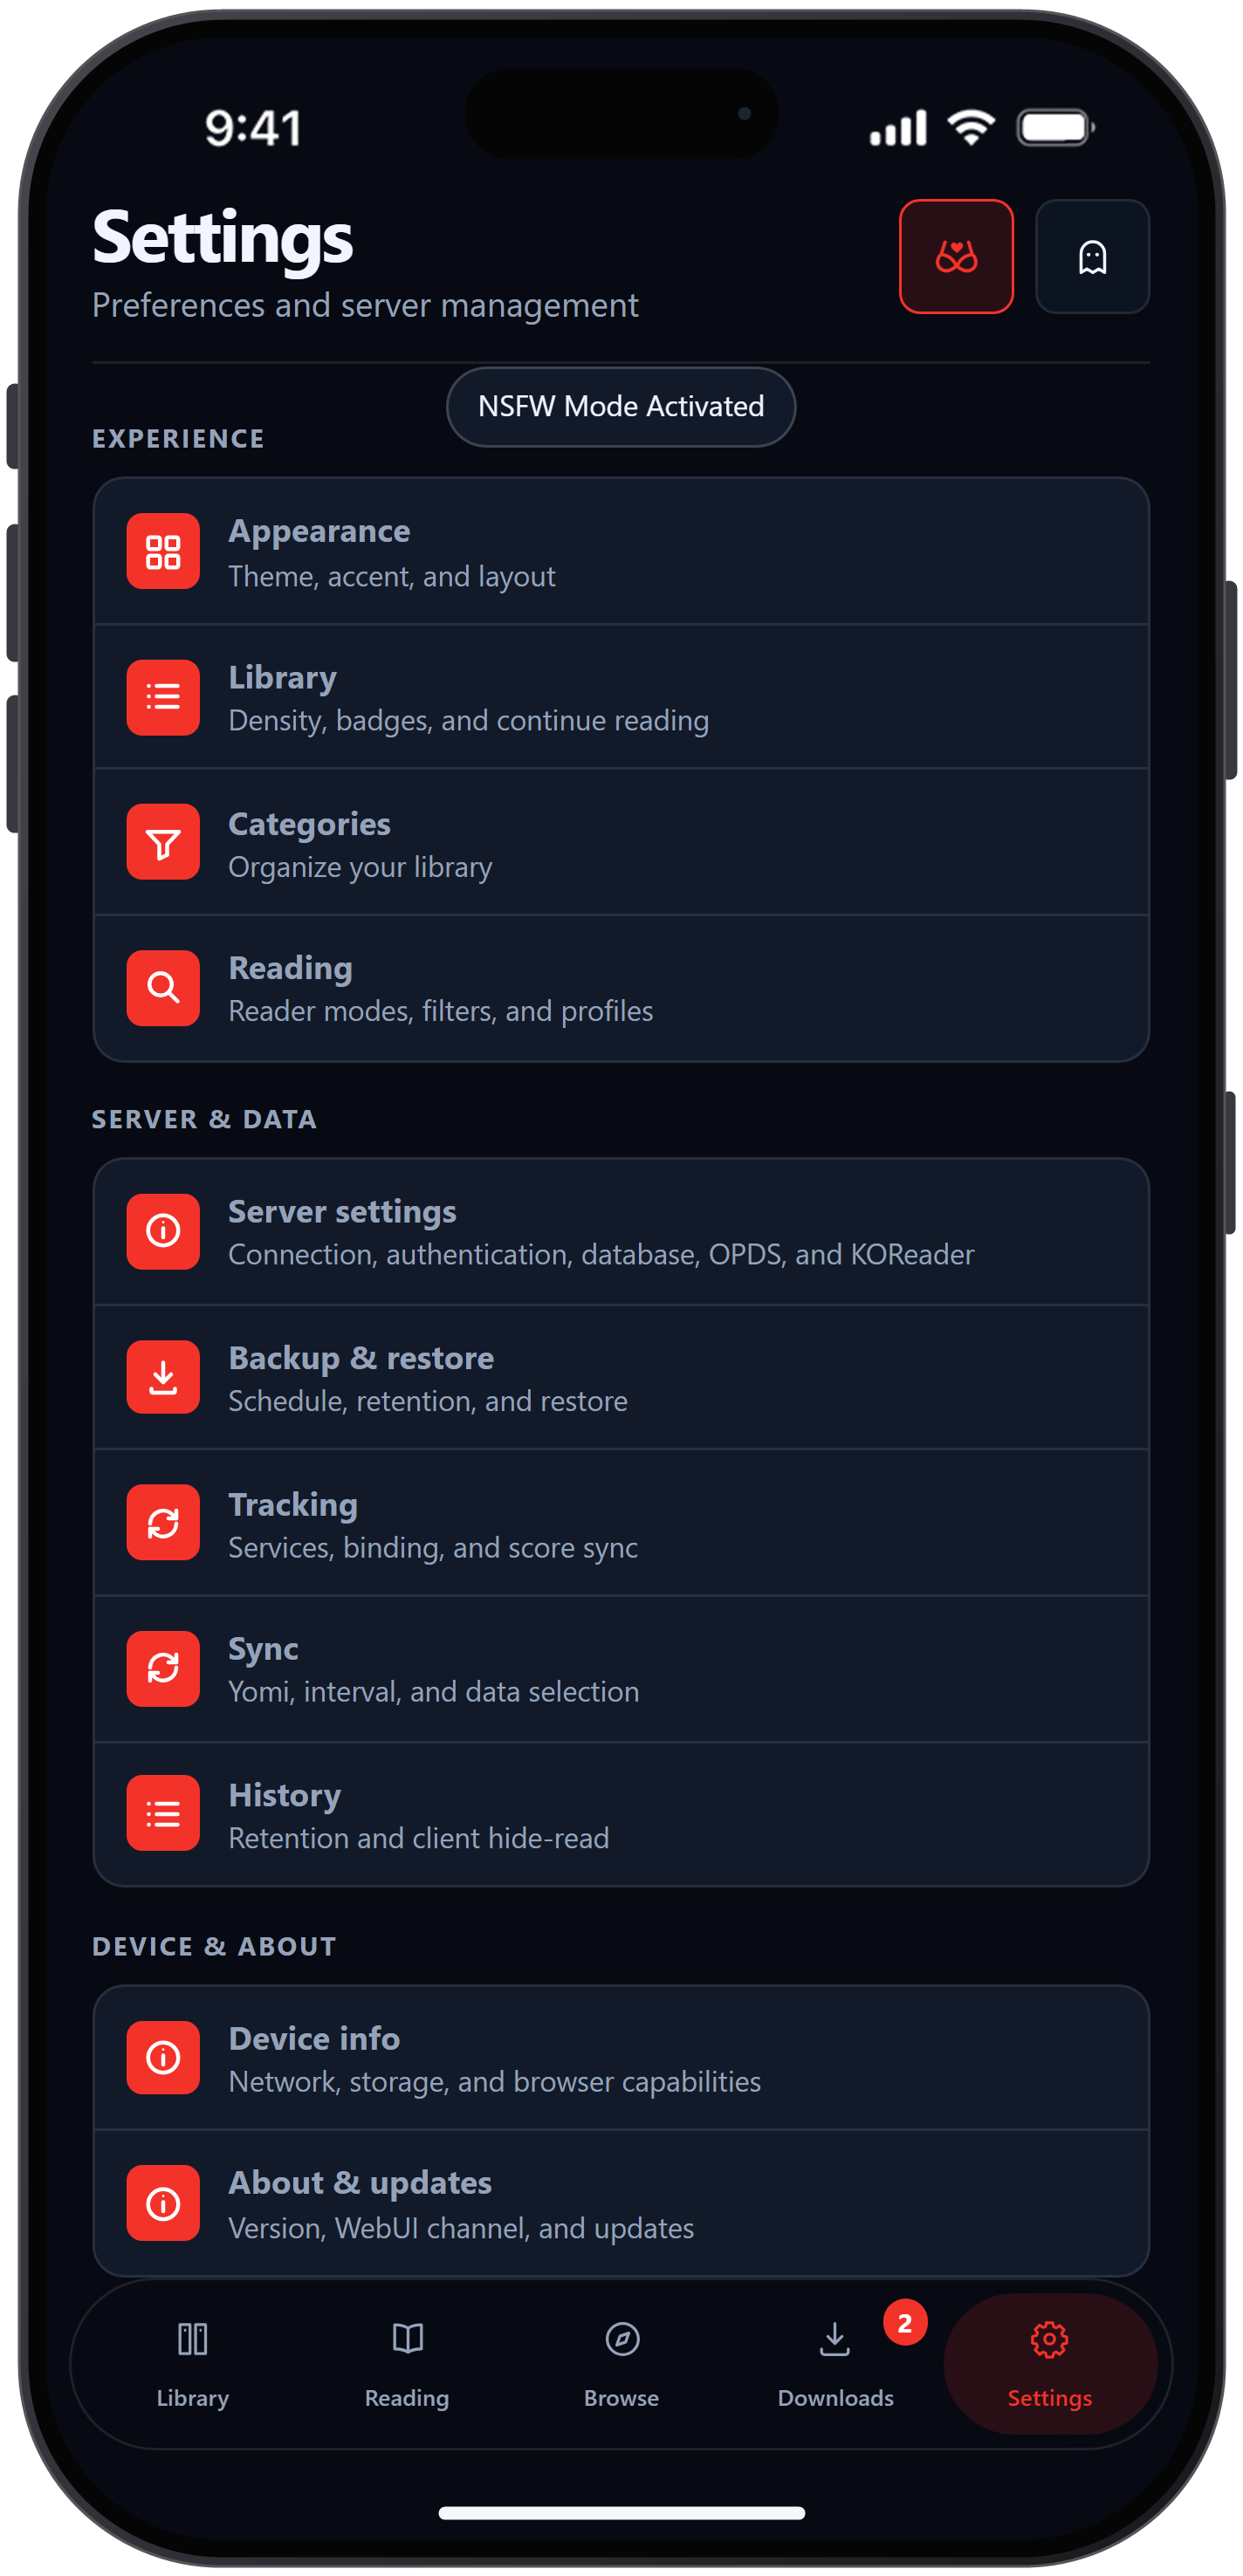 9:41
Settings
Preferences and server management
NSFW Mode Activated
EXPERIENCE
Appearance
Theme, accent, and layout
Library
Density, badges, and continue reading
Categories
Organize your library
Reading
Reader modes, filters, and profiles
SERVER & DATA
Server settings
Connection, authentication, database, OPDS, and KOReader
Backup & restore
Schedule, retention, and restore
Tracking
Services, binding, and score sync
Sync
Yomi, interval, and data selection
History
Retention and client hide-read
DEVICE & ABOUT
Device info
Network, storage, and browser capabilities
About & updates
Version, WebUI channel, and updates
2
Library Reading Browse Downloads Settings